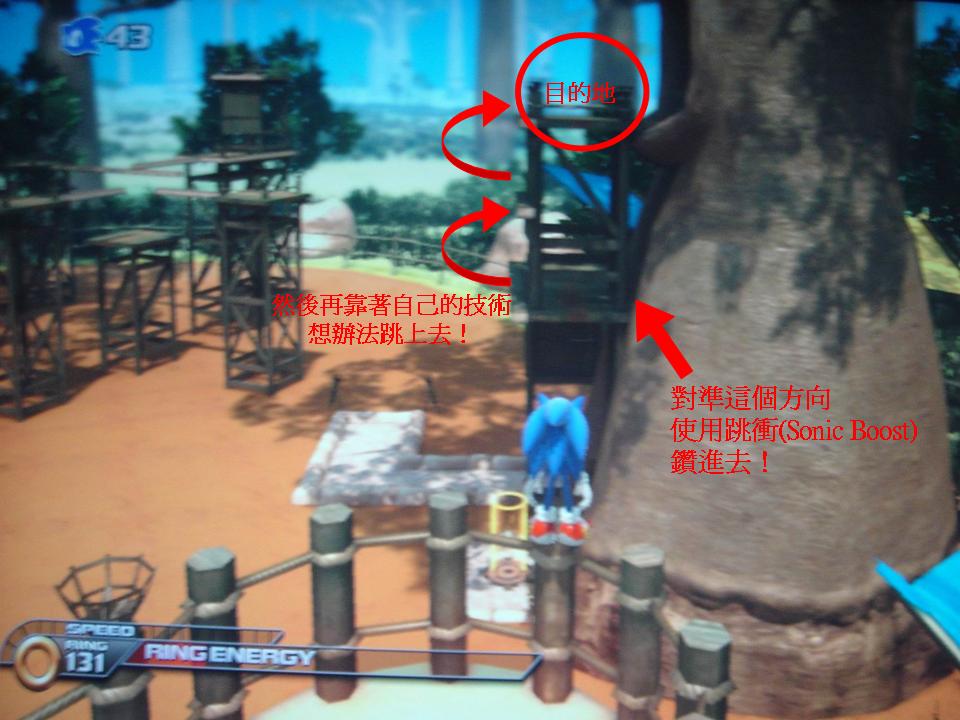 43
目的地
然後再靠著自己的技術
想辦法跳上去！
對準這個方向
使用跳衝(Sonic Boost)
鑽進去！
SPEED
RING
131
RING ENERGY